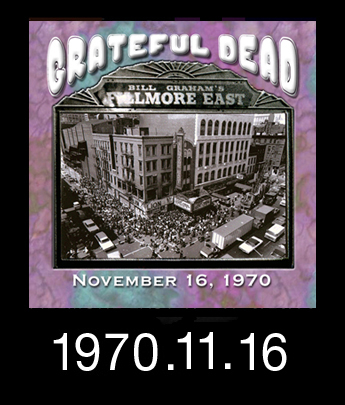 GRATEFUL DEAD
BILL GRAHAM'S
FILLMORE EAST
NOVEMBER 16, 1970
1970.11.16